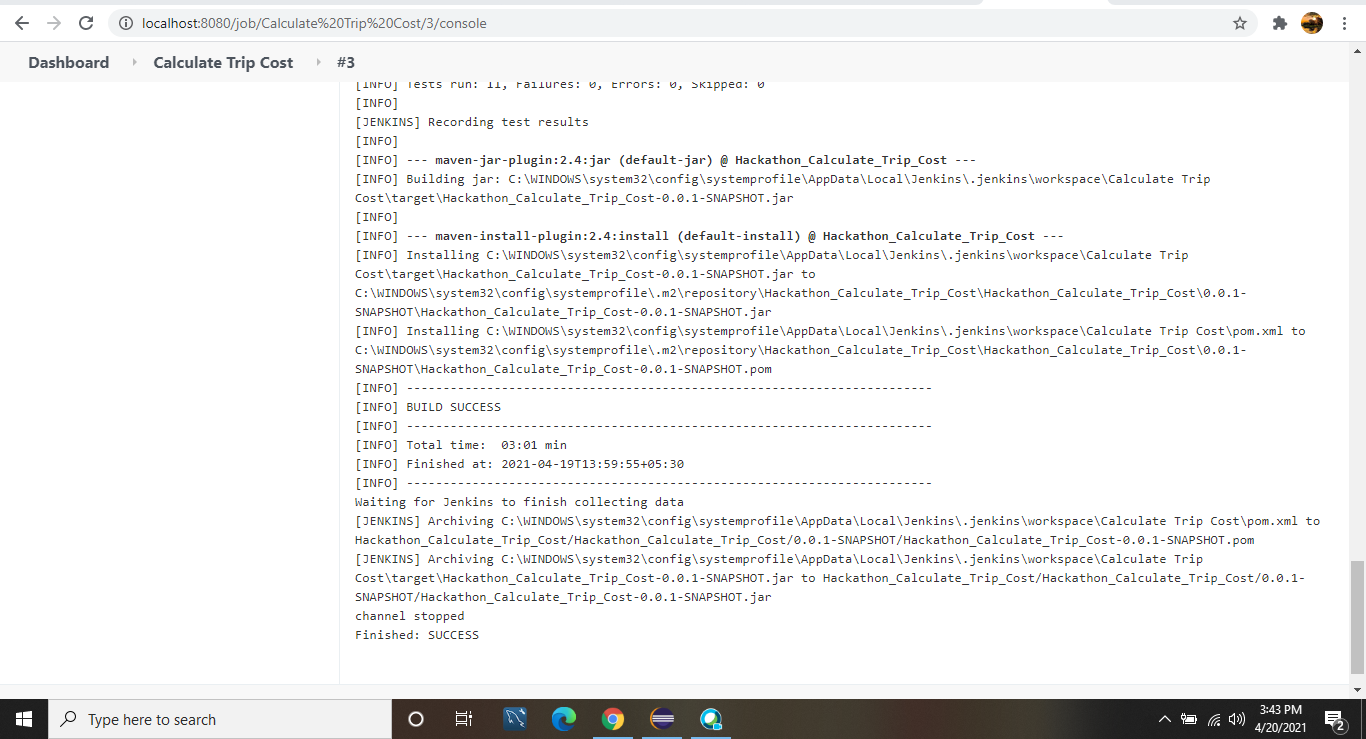 localhost:8080/job/Calculate%20Trip%20Cost/3/console
Dashboard
Calculate Trip Cost
#3
[INFO] Tests run: 11, Failures: 0, Errors: 0, Skipped: 0
[INFO]
[JENKINS] Recording test results
[INFO]
[INFO] --- maven-jar-plugin:2.4:jar (default-jar) @ Hackathon_Calculate_Trip_Cost ---
[INFO] Building jar: C:\WINDOWS\system32\config\systemprofile\AppData\Local\Jenkins\.jenkins\workspace\Calculate Trip
Cost\target\Hackathon_Calculate_Trip_Cost-0.0.1-SNAPSHOT.jar
[INFO]
[INFO] --- maven-install-plugin:2.4:install (default-install) @ Hackathon_Calculate_Trip_Cost ---
[INFO] Installing C:\WINDOWS\system32\config\systemprofile\AppData\Local\Jenkins\.jenkins\workspace\Calculate Trip
Cost\target\Hackathon_Calculate_Trip_Cost-0.0.1-SNAPSHOT.jar to
C:\WINDOWS\system32\config\systemprofile\.m2\repository\Hackathon_Calculate_Trip_Cost\Hackathon_Calculate_Trip_Cost\0.0.1-
SNAPSHOT\Hackathon_Calculate_Trip_Cost-0.0.1-SNAPSHOT.jar
[INFO] Installing C:\WINDOWS\system32\config\systemprofile\AppData\Local\Jenkins\.jenkins\workspace\Calculate Trip Cost\pom.xml to
C:\WINDOWS\system32\config\systemprofile\.m2\repository\Hackathon_Calculate_Trip_Cost\Hackathon_Calculate_Trip_Cost\0.0.1-
SNAPSHOT\Hackathon_Calculate_Trip_Cost-0.0.1-SNAPSHOT.pom
[INFO] ------------------------------------------------------------------------
[INFO] BUILD SUCCESS
[INFO] ------------------------------------------------------------------------
[INFO] Total time:  03:01 min
[INFO] Finished at: 2021-04-19T13:59:55+05:30
[INFO] ------------------------------------------------------------------------
Waiting for Jenkins to finish collecting data
[JENKINS] Archiving C:\WINDOWS\system32\config\systemprofile\AppData\Local\Jenkins\.jenkins\workspace\Calculate Trip Cost\pom.xml to
Hackathon_Calculate_Trip_Cost/Hackathon_Calculate_Trip_Cost/0.0.1-SNAPSHOT/Hackathon_Calculate_Trip_Cost-0.0.1-SNAPSHOT.pom
[JENKINS] Archiving C:\WINDOWS\system32\config\systemprofile\AppData\Local\Jenkins\.jenkins\workspace\Calculate Trip
Cost\target\Hackathon_Calculate_Trip_Cost-0.0.1-SNAPSHOT.jar to Hackathon_Calculate_Trip_Cost/Hackathon_Calculate_Trip_Cost/0.0.1-
SNAPSHOT/Hackathon_Calculate_Trip_Cost-0.0.1-SNAPSHOT.jar
channel stopped
Finished: SUCCESS
Type here to search
3:43 PM
4/20/2021
2